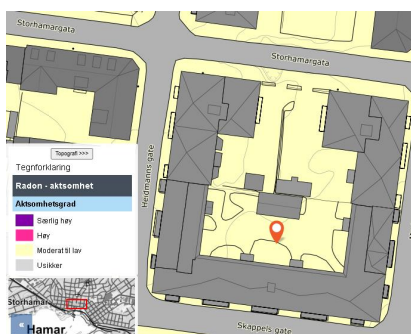 Storhamargata
Storhamargata
Heidmanns gate
Skappels gate
Topografi >>>
Tegnforklaring
Radon - aktsomhet
Aktsomhetsgrad
Særlig høy
Høy
Moderat til lav
Usikker
Storhamar
«
Hamar